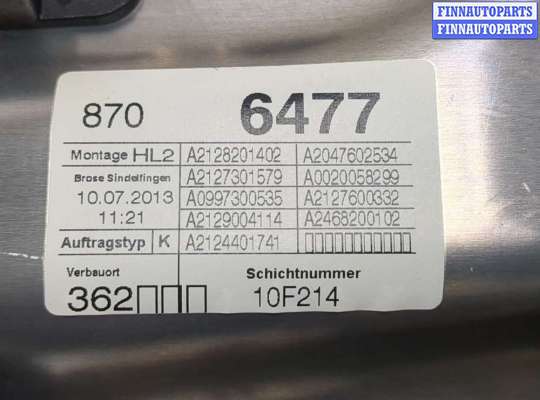 FINNAUTOPARTS
FINNAUTOPARTS
870 6477
Montage HL2 A2128201402 A2047602534
Brose Sindelfingen A2127301579 A0020058299
10.07.2013 A0997300535 A2127600332
11:21 A2129004114 A2468200102
Auftragstyp K A2124401741
Verbauort Schichtnummer
362 10F214